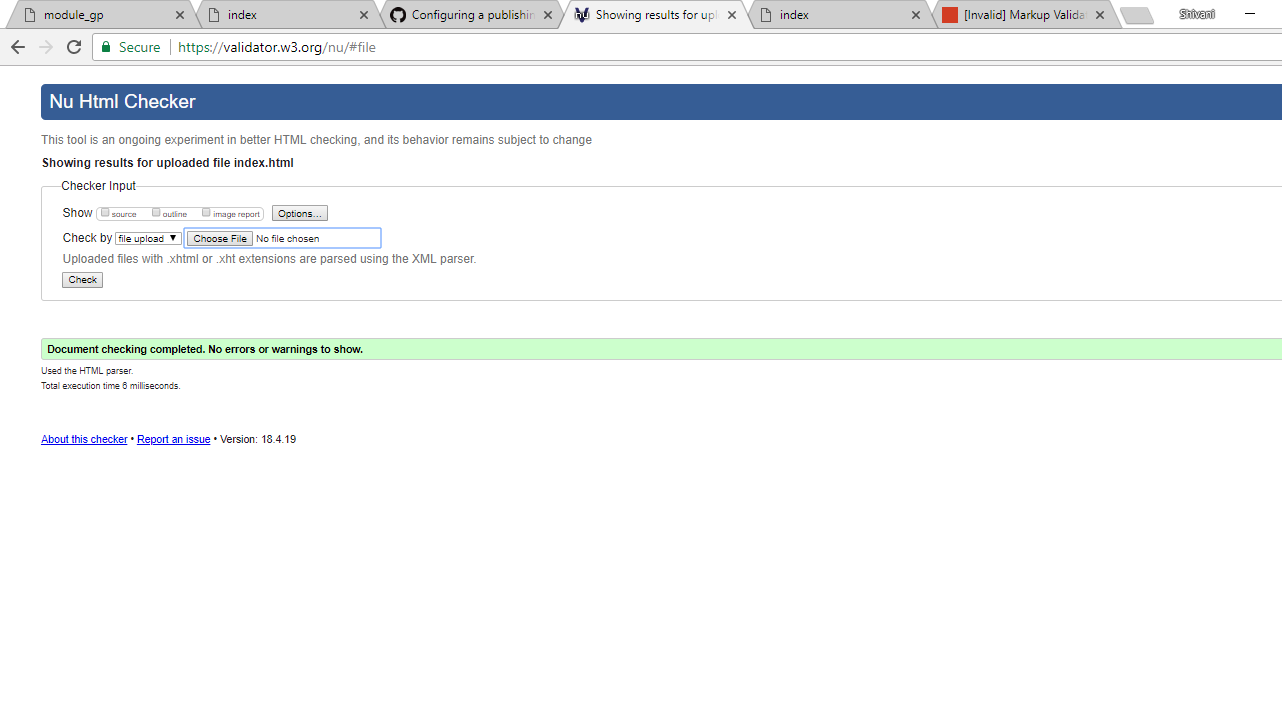 module_gp
index
Configuring a publishin
Showing results for upl
index
[Invalid] Markup Valida
Shivani
Secure https://validator.w3.org/nu/#file
Nu Html Checker
This tool is an ongoing experiment in better HTML checking, and its behavior remains subject to change
Showing results for uploaded file index.html
Checker Input
Show source outline image report Options...
Check by file upload Choose File No file chosen
Uploaded files with .xhtml or .xht extensions are parsed using the XML parser.
Check
Document checking completed. No errors or warnings to show.
Used the HTML parser.
Total execution time 6 milliseconds.
About this checker • Report an issue • Version: 18.4.19